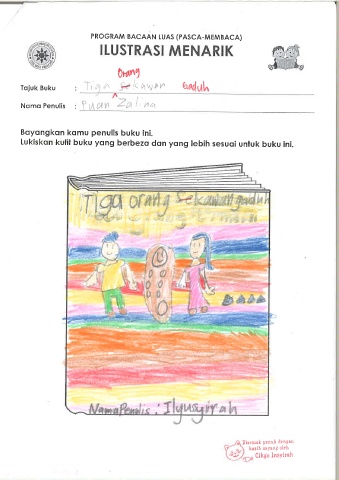 PROGRAM BACAAN LUAS (PASCA-MEMBACA)
ILUSTRASI MENARIK
Orang
Tajuk Buku : Tiga sekawan Gaduh
Nama Penulis : Puan Zalina
Bayangkan kamu penulis buku ini.
Lukiskan kulit buku yang berbeza dan yang lebih sesuai untuk buku ini.
Tiga orang sekawan gaduh
Nama Penulis : Ilyusyirah
Disemak penuh dengan
kasih sayang oleh
Cikgu